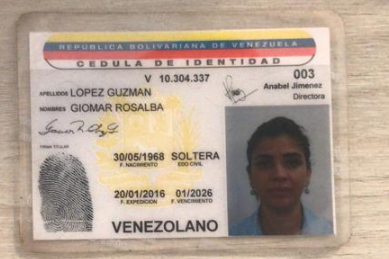 REPÚBLICA BOLIVARIANA DE VENEZUELA
CEDULA DE IDENTIDAD
V 10.304.337
003
Anabel Jimenez
Directora
APELLIDOS LOPEZ GUZMAN
NOMBRES GIOMAR ROSALBA
FIRMA TITULAR
30/05/1968 SOLTERA
F. NACIMIENTO EDO CIVIL
20/01/2016 01/2026
F. EXPEDICION F. VENCIMIENTO
VENEZOLANO